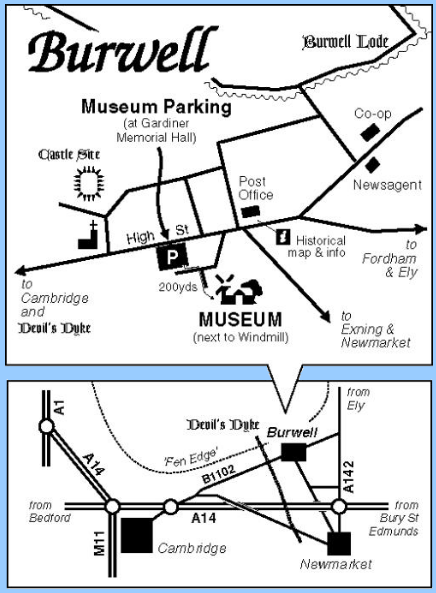 Burwell
Burwell Lode
Museum Parking
(at Gardiner
Memorial Hall)
Co-op
Castle Site
Newsagent
Post
Office
High St
P
i
Historical
map & info
to
Fordham
& Ely
to
Cambridge
and
Devil's Dyke
200yds
MUSEUM
(next to Windmill)
to
Exning &
Newmarket
from
Ely
A1
Devil's Dyke
Burwell
'Fen Edge'
A14
B1102
A142
from
Bedford
A14
from
Bury St
Edmunds
M11
Cambridge
Newmarket